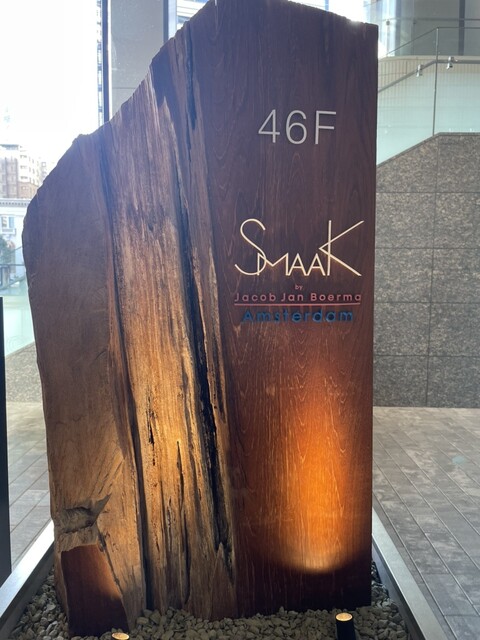 46F
SMAAK
by
Jacob Jan Boerma
Amsterdam